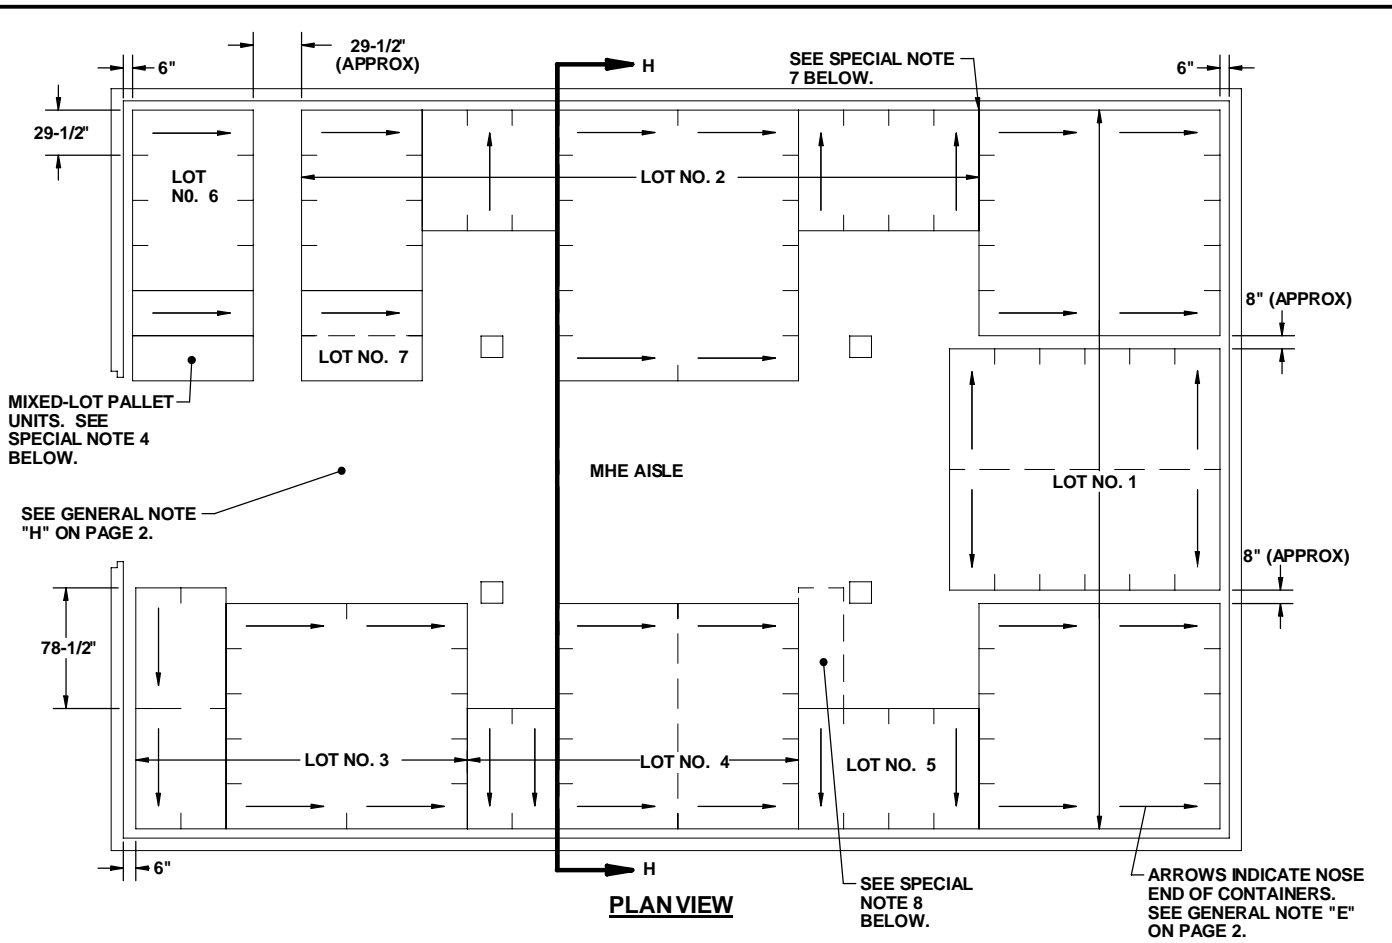 29-1/2"
(APPROX)
6"
H
SEE SPECIAL NOTE
7 BELOW.
6"
29-1/2"
LOT
N0. 6
LOT NO. 2
8" (APPROX)
LOT NO. 7
MIXED-LOT PALLET
UNITS. SEE
SPECIAL NOTE 4
BELOW.
MHE AISLE
LOT NO. 1
SEE GENERAL NOTE
"H" ON PAGE 2.
8" (APPROX)
78-1/2"
LOT NO. 3
LOT NO. 4
LOT NO. 5
6"
H
PLAN VIEW
SEE SPECIAL
NOTE 8
BELOW.
ARROWS INDICATE NOSE
END OF CONTAINERS.
SEE GENERAL NOTE "E"
ON PAGE 2.